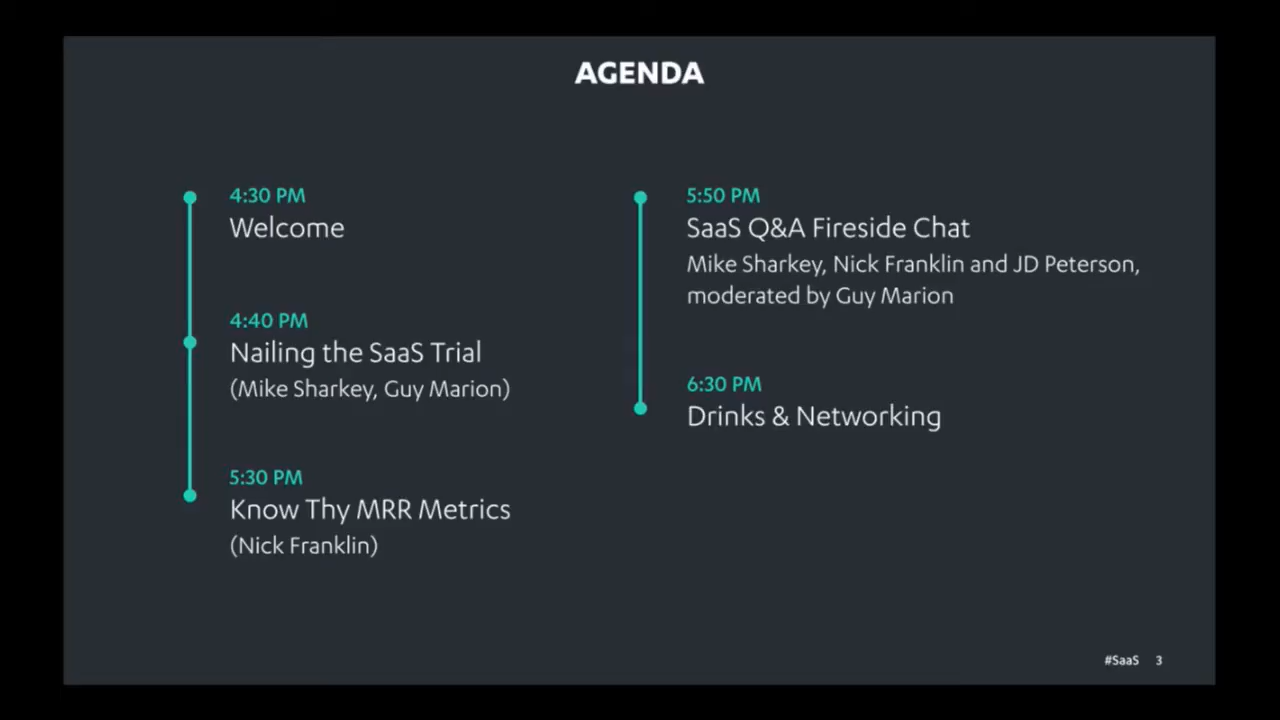 AGENDA
4:30 PM
Welcome
4:40 PM
Nailing the SaaS Trial
(Mike Sharkey, Guy Marion)
5:30 PM
Know Thy MRR Metrics
(Nick Franklin)
5:50 PM
SaaS Q&A Fireside Chat
Mike Sharkey, Nick Franklin and JD Peterson,
moderated by Guy Marion
6:30 PM
Drinks & Networking
#SaaS 3